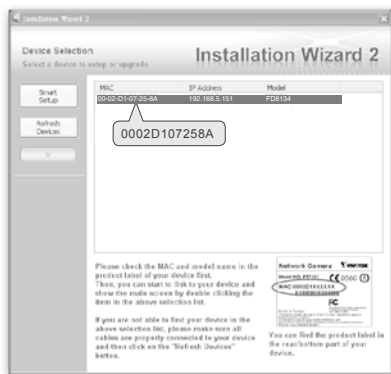 Installation Wizard 2
Device Selection
Select a device to setup or upgrade
Installation Wizard 2
Smart
Setup
Refresh
Devices
MAC IP Address Model
00-02-D1-07-25-8A 192.168.5.151 FD8134
0002D107258A
Please check the MAC and model name in the
product label of your device first.
Then, you can start to link to your device and
show the main screen by double clicking the
item in the above selection list.
If you are not able to find your device in the
above selection list, please make sure all
cables are properly connected to your device
and then click on the "Refresh Devices"
button.
Network Camera VIVOTEK
0560
MAC:0002D1XXXXXX
FC
You can find the product label in
the rear/bottom part of your
device.